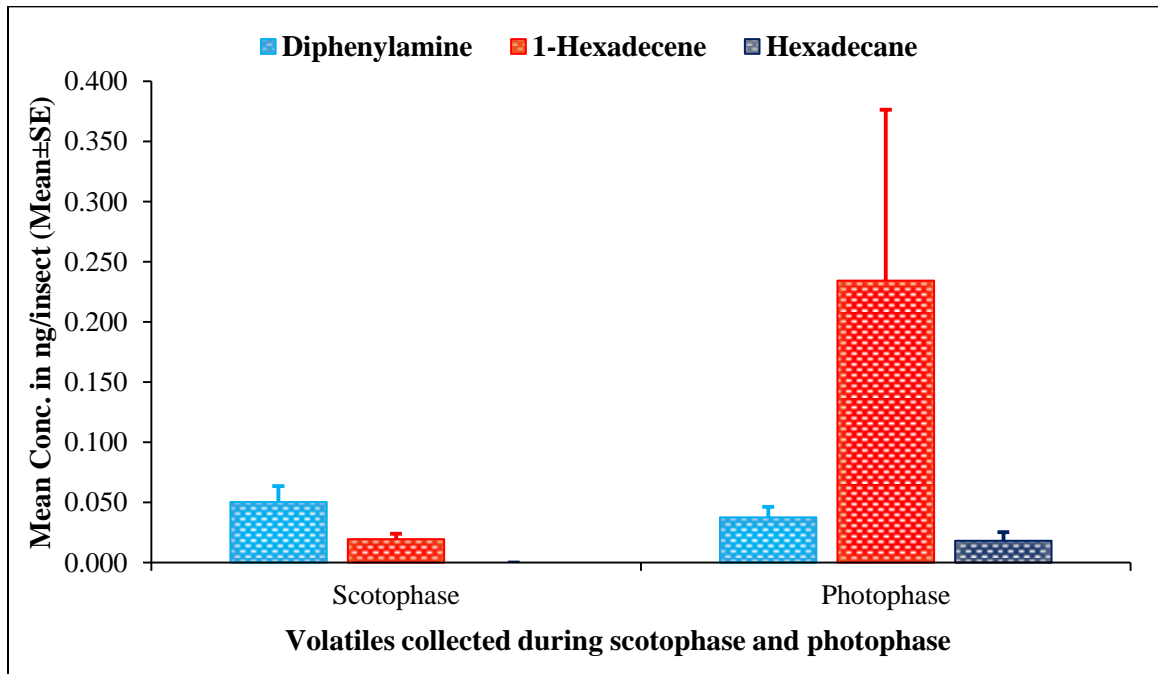 Diphenylamine 1-Hexadecene Hexadecane
Mean Conc. in ng/insect (Mean±SE)
0.400
0.350
0.300
0.250
0.200
0.150
0.100
0.050
0.000
Scotophase Photophase
Volatiles collected during scotophase and photophase